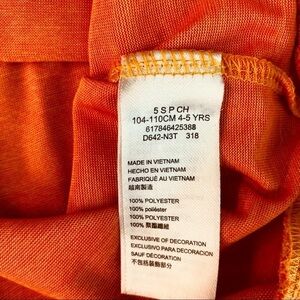 5 S P CH
104-110CM 4-5 YRS
617846425388
D642-N3T 318
MADE IN VIETNAM
HECHO EN VIETNAM
FABRIQUÉ AU VIETNAM
越南製造
100% POLYESTER
100% poliéster
100% POLYESTER
100% 聚酯纖維
EXCLUSIVE OF DECORATION
EXCLUSIVO PARA DECORACION
SAUF DÉCORATION
不包括裝飾部分